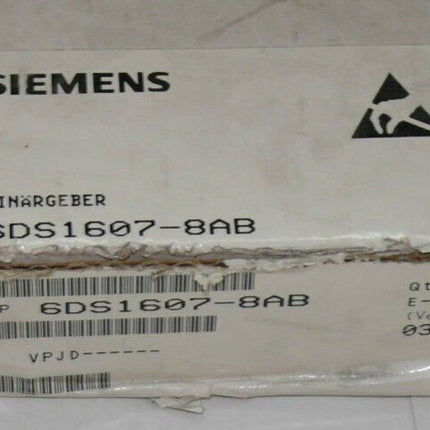 SIEMENS
INÄRGEBER
6DS1607-8AB
P 6DS1607-8AB
Qt
E-
(Ve
03
VPJD------